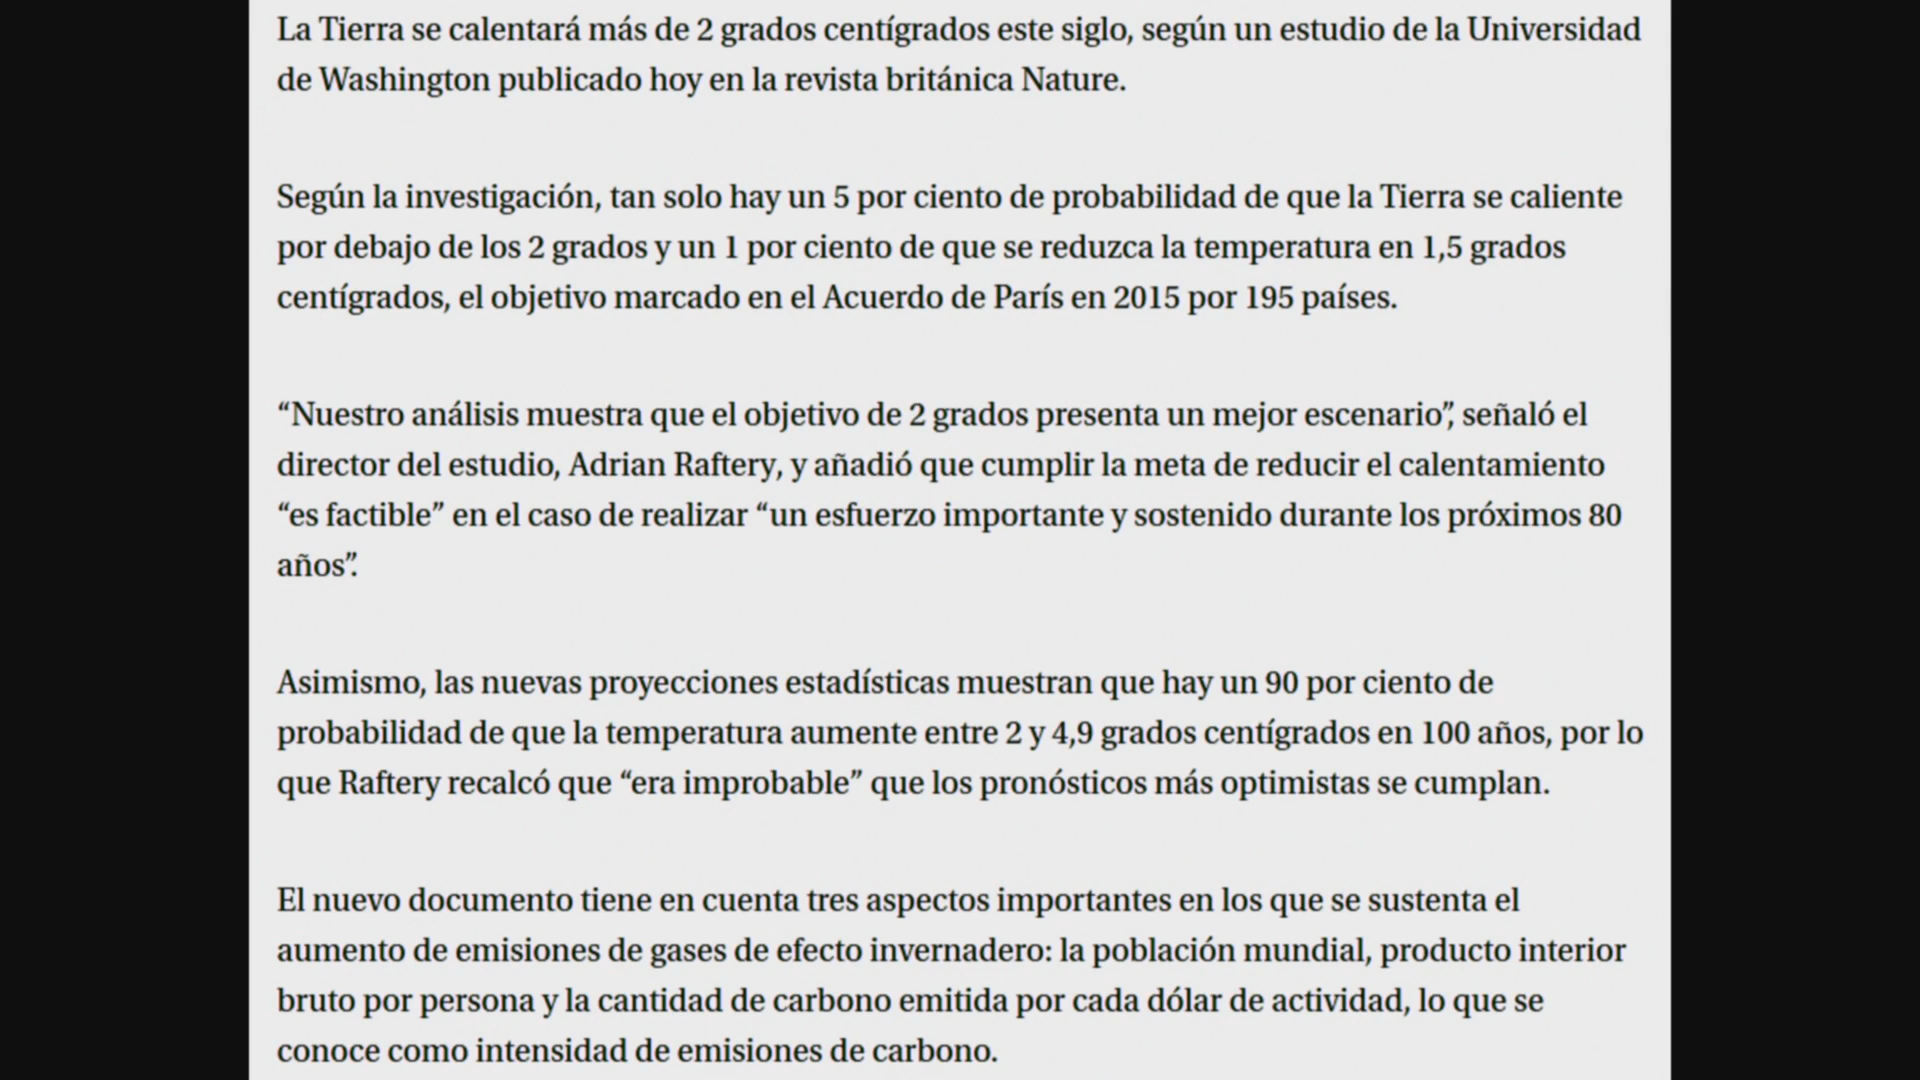 La Tierra se calentará más de 2 grados centígrados este siglo, según un estudio de la Universidad
de Washington publicado hoy en la revista británica Nature.
Según la investigación, tan solo hay un 5 por ciento de probabilidad de que la Tierra se caliente
por debajo de los 2 grados y un 1 por ciento de que se reduzca la temperatura en 1,5 grados
centígrados, el objetivo marcado en el Acuerdo de París en 2015 por 195 países.
“Nuestro análisis muestra que el objetivo de 2 grados presenta un mejor escenario”, señaló el
director del estudio, Adrian Raftery, y añadió que cumplir la meta de reducir el calentamiento
“es factible” en el caso de realizar “un esfuerzo importante y sostenido durante los próximos 80
años”.
Asimismo, las nuevas proyecciones estadísticas muestran que hay un 90 por ciento de
probabilidad de que la temperatura aumente entre 2 y 4,9 grados centígrados en 100 años, por lo
que Raftery recalcó que “era improbable” que los pronósticos más optimistas se cumplan.
El nuevo documento tiene en cuenta tres aspectos importantes en los que se sustenta el
aumento de emisiones de gases de efecto invernadero: la población mundial, producto interior
bruto por persona y la cantidad de carbono emitida por cada dólar de actividad, lo que se
conoce como intensidad de emisiones de carbono.